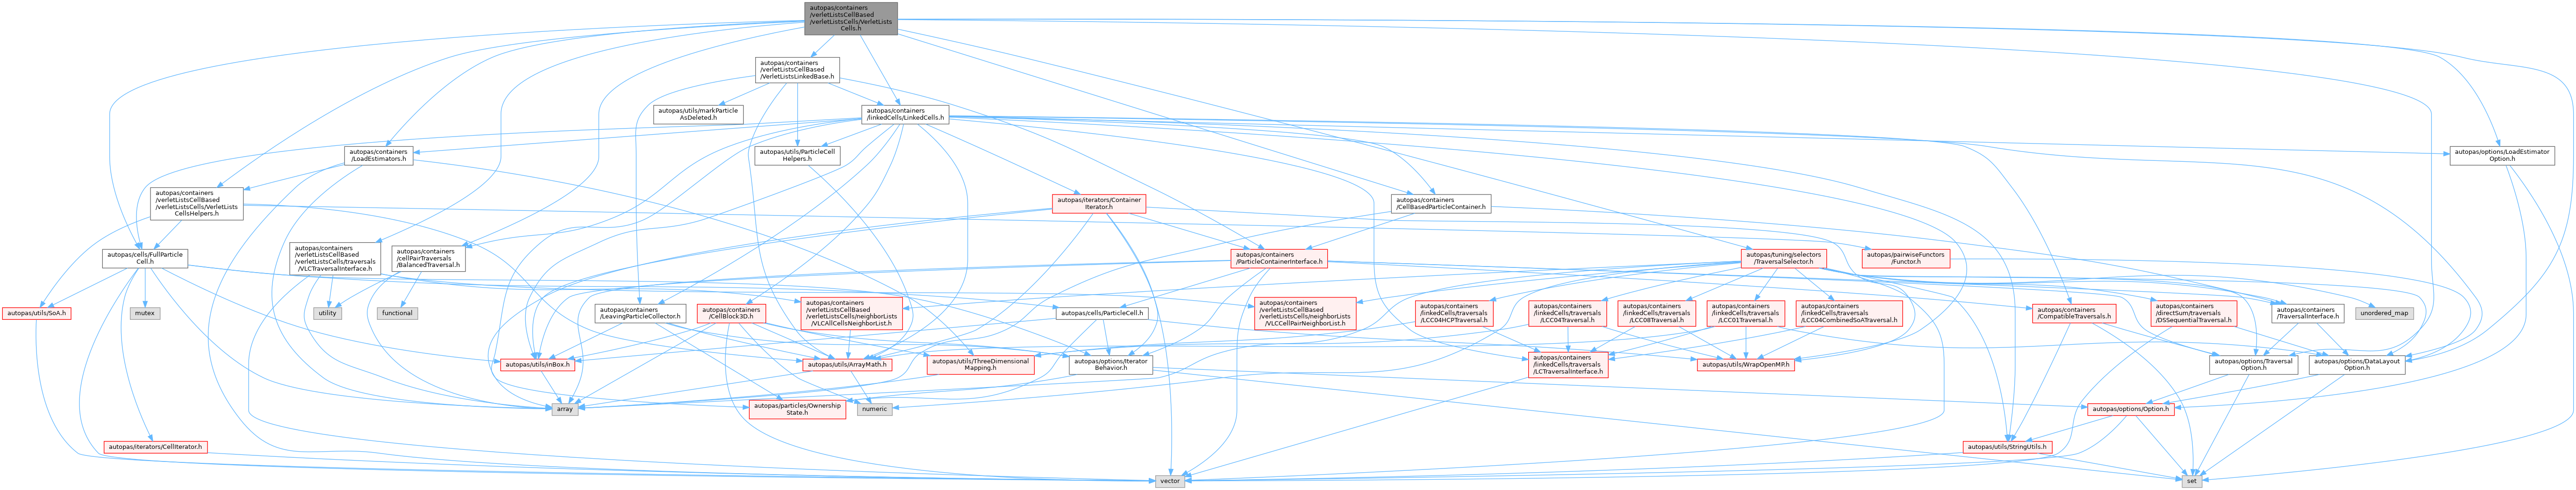 autopas/containers
/verletListsCellBased
/verletListsCells/VerletLists
Cells.h
autopas/containers
/verletListsCellBased
/VerletListsLinkedBase.h
autopas/utils/markParticle
AsDeleted.h
autopas/containers
/linkedCells/LinkedCells.h
autopas/containers
/LoadEstimators.h
autopas/utils/ParticleCell
Helpers.h
autopas/options/LoadEstimator
Option.h
autopas/containers
/verletListsCellBased
/verletListsCells/VerletLists
CellsHelpers.h
autopas/iterators/Container
Iterator.h
autopas/containers
/CellBasedParticleContainer.h
autopas/cells/FullParticle
Cell.h
autopas/containers
/verletListsCellBased
/verletListsCells/traversals
/VLCTraversalInterface.h
autopas/containers
/cellPairTraversals
/BalancedTraversal.h
autopas/containers
/ParticleContainerInterface.h
autopas/tuning/selectors
/TraversalSelector.h
autopas/pairwiseFunctors
/Functor.h
autopas/utils/SoA.h
mutex
utility
functional
autopas/containers
/LeavingParticleCollector.h
autopas/containers
/CellBlock3D.h
autopas/containers
/verletListsCellBased
/verletListsCells/neighborLists
/VLCAllCellsNeighborList.h
autopas/cells/ParticleCell.h
autopas/containers
/verletListsCellBased
/verletListsCells/neighborLists
/VLCCellPairNeighborList.h
autopas/containers
/linkedCells/traversals
/LCC04HCPTraversal.h
autopas/containers
/linkedCells/traversals
/LCC04Traversal.h
autopas/containers
/linkedCells/traversals
/LCC08Traversal.h
autopas/containers
/linkedCells/traversals
/LCC01Traversal.h
autopas/containers
/linkedCells/traversals
/LCC04CombinedSoATraversal.h
autopas/containers
/CompatibleTraversals.h
autopas/containers
/directSum/traversals
/DSSequentialTraversal.h
autopas/containers
/TraversalInterface.h
unordered_map
autopas/utils/inBox.h
autopas/utils/ArrayMath.h
autopas/utils/ThreeDimensional
Mapping.h
autopas/options/Iterator
Behavior.h
autopas/containers
/linkedCells/traversals
/LCTraversalInterface.h
autopas/utils/WrapOpenMP.h
autopas/options/Traversal
Option.h
autopas/options/DataLayout
Option.h
array
autopas/particles/Ownership
State.h
numeric
autopas/options/Option.h
autopas/iterators/CellIterator.h
autopas/utils/StringUtils.h
vector
set